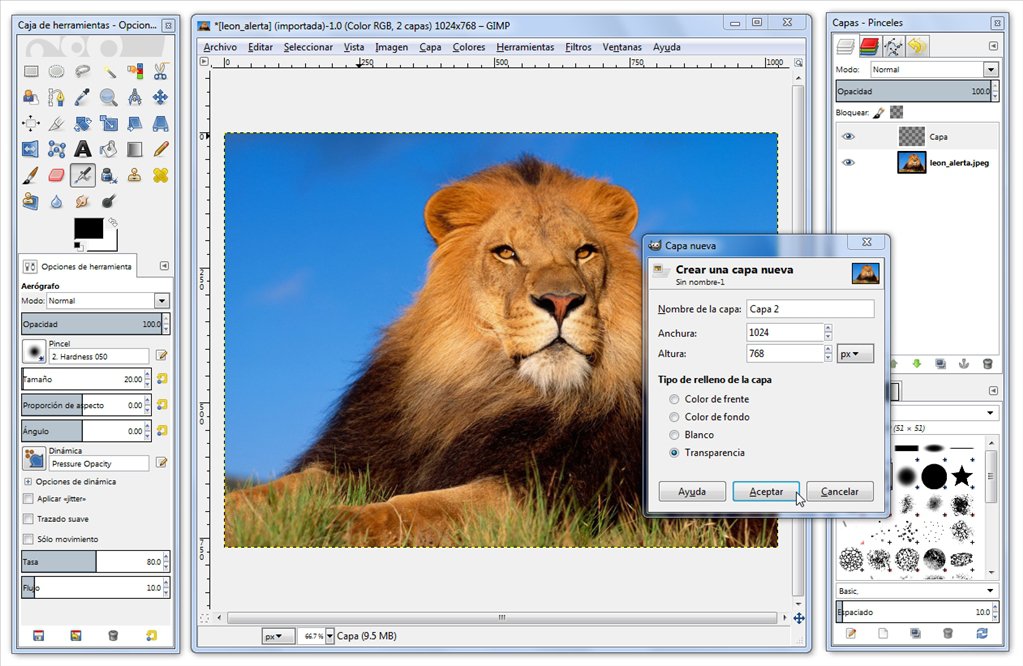 Caja de herramientas - Opcion...
Aerógrafo
Opciones de herramienta
Modo: Normal
Opacidad 100.0
Pincel
2. Hardness 050
Tamaño 20.00
Proporción de aspecto 0.00
Ángulo 0.00
Dinámica
Pressure Opacity
Opciones de dinámica
Aplicar «jitter»
Trazado suave
Sólo movimiento
Tasa 80.0
Flujo 10.0
*[leon_alerta] (importada)-1.0 (Color RGB, 2 capas) 1024x768 – GIMP
Archivo Editar Seleccionar Vista Imagen Capa Colores Herramientas Filtros Ventanas Ayuda
0 250 500 750 1000
0
250
500
750
px 66.7% Capa (9.5 MB)
Capa nueva
Crear una capa nueva
Sin nombre-1
Nombre de la capa: Capa 2
Anchura: 1024
Altura: 768 px
Tipo de relleno de la capa
Color de frente
Color de fondo
Blanco
Transparencia
Ayuda Aceptar Cancelar
Capas - Pinceles
Modo: Normal
Opacidad 100.0
Bloquear:
Capa
leon_alerta.jpeg
(51 × 51)
Basic,
Espaciado 10.0